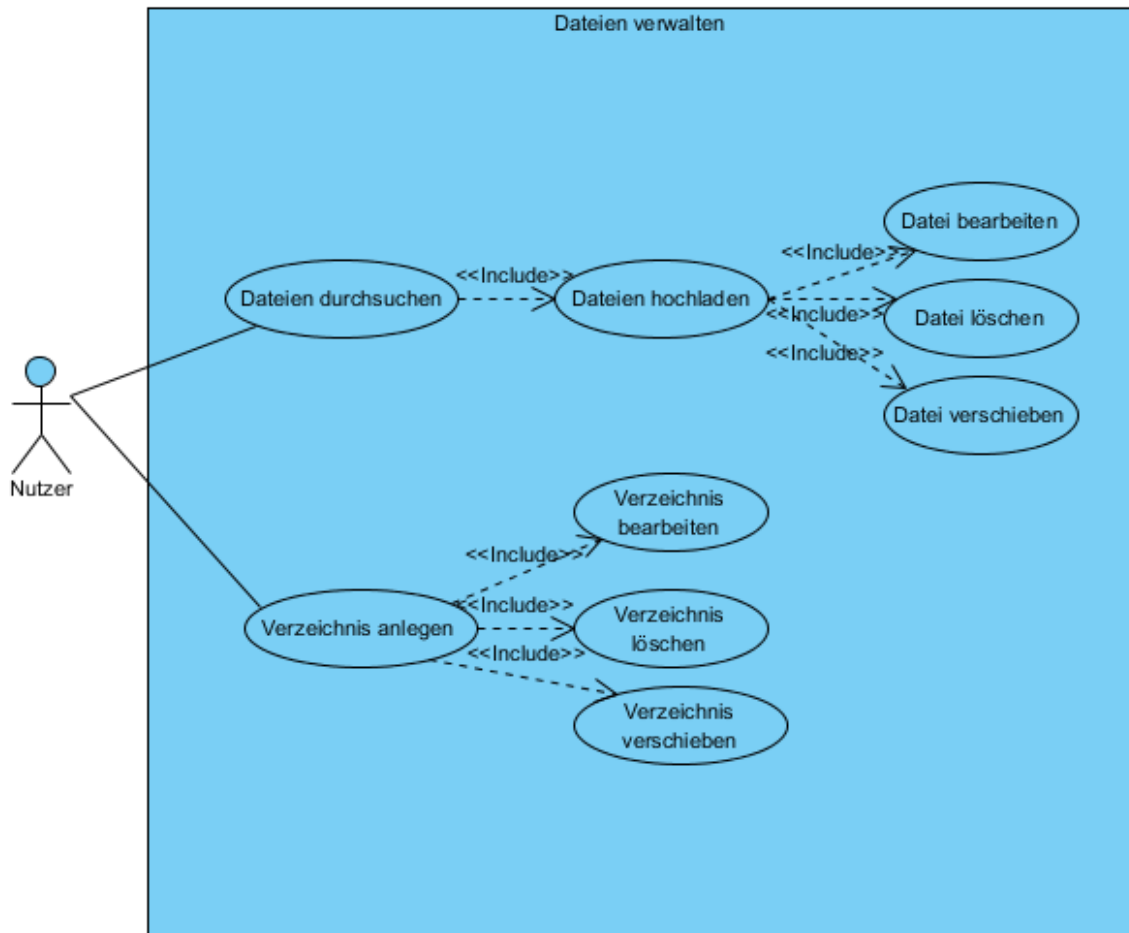 Dateien verwalten
Datei bearbeiten
<<Include>>
<<Include>>
Dateien durchsuchen
Dateien hochladen
<<Include>>
Datei löschen
<<Include>>
Datei verschieben
Nutzer
Verzeichnis
bearbeiten
<<Include>>
<<Include>>
Verzeichnis anlegen
Verzeichnis
löschen
<<Include>>
Verzeichnis
verschieben